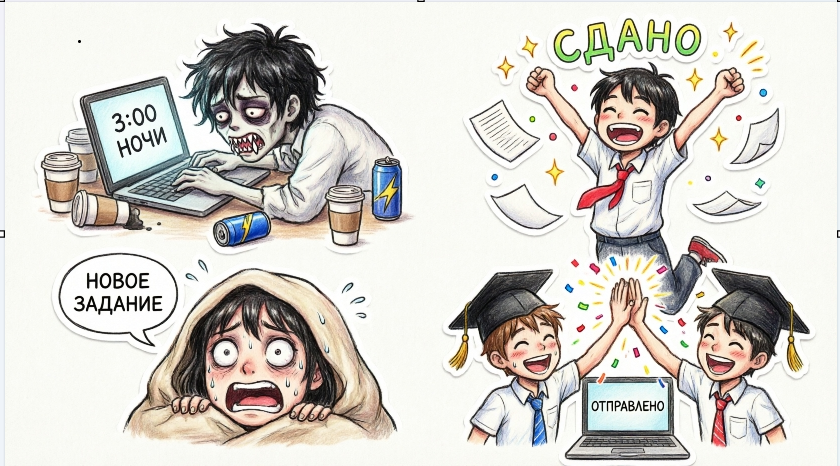 3:00
НОЧИ
СДАНО
НОВОЕ
ЗАДАНИЕ
ОТПРАВЛЕНО